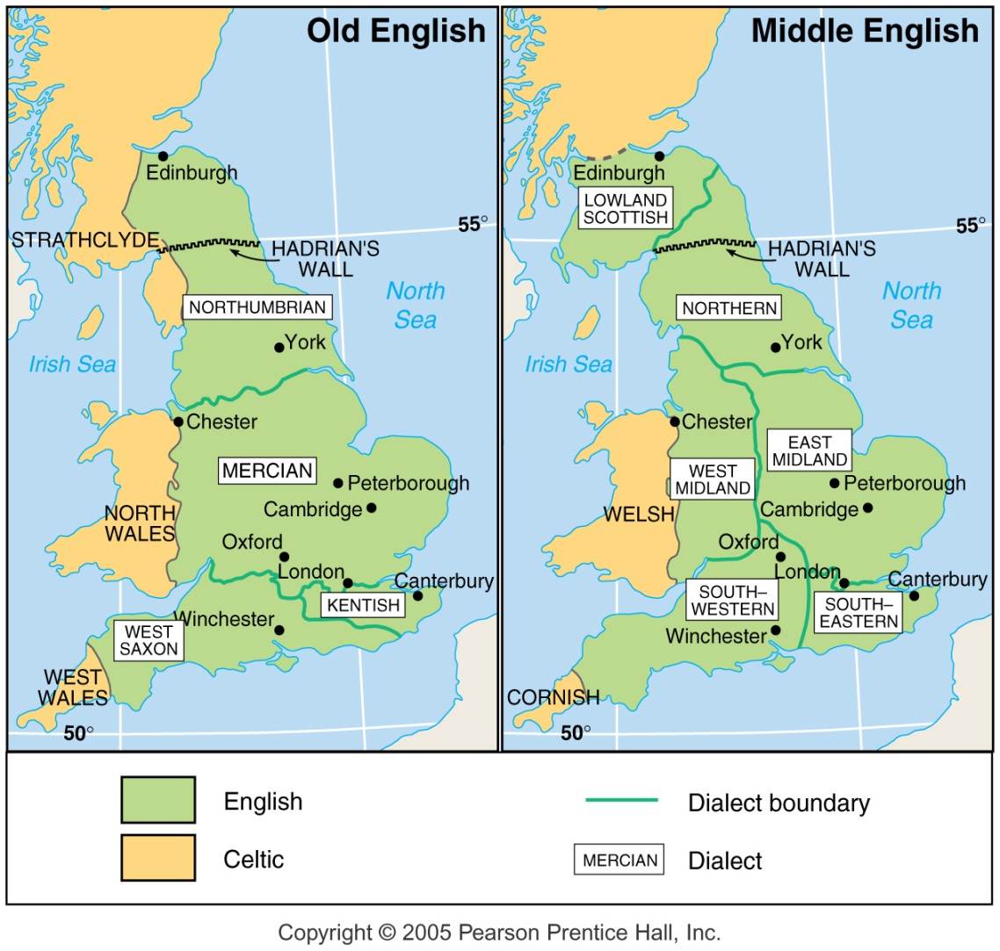 Old English
Edinburgh
55°
STRATHCLYDE
HADRIAN'S
WALL
North
Sea
NORTHUMBRIAN
York
Irish Sea
Chester
MERCIAN
Peterborough
Cambridge
NORTH
WALES
Oxford
London
Canterbury
KENTISH
Winchester
WEST
SAXON
WEST
WALES
50°
Middle English
Edinburgh
LOWLAND
SCOTTISH
55°
HADRIAN'S
WALL
North
Sea
NORTHERN
York
Irish Sea
Chester
EAST
MIDLAND
WEST
MIDLAND
Peterborough
Cambridge
WELSH
Oxford
London
Canterbury
SOUTH–
WESTERN
SOUTH–
EASTERN
Winchester
CORNISH
50°
English
Dialect boundary
Celtic
MERCIAN
Dialect
Copyright © 2005 Pearson Prentice Hall, Inc.